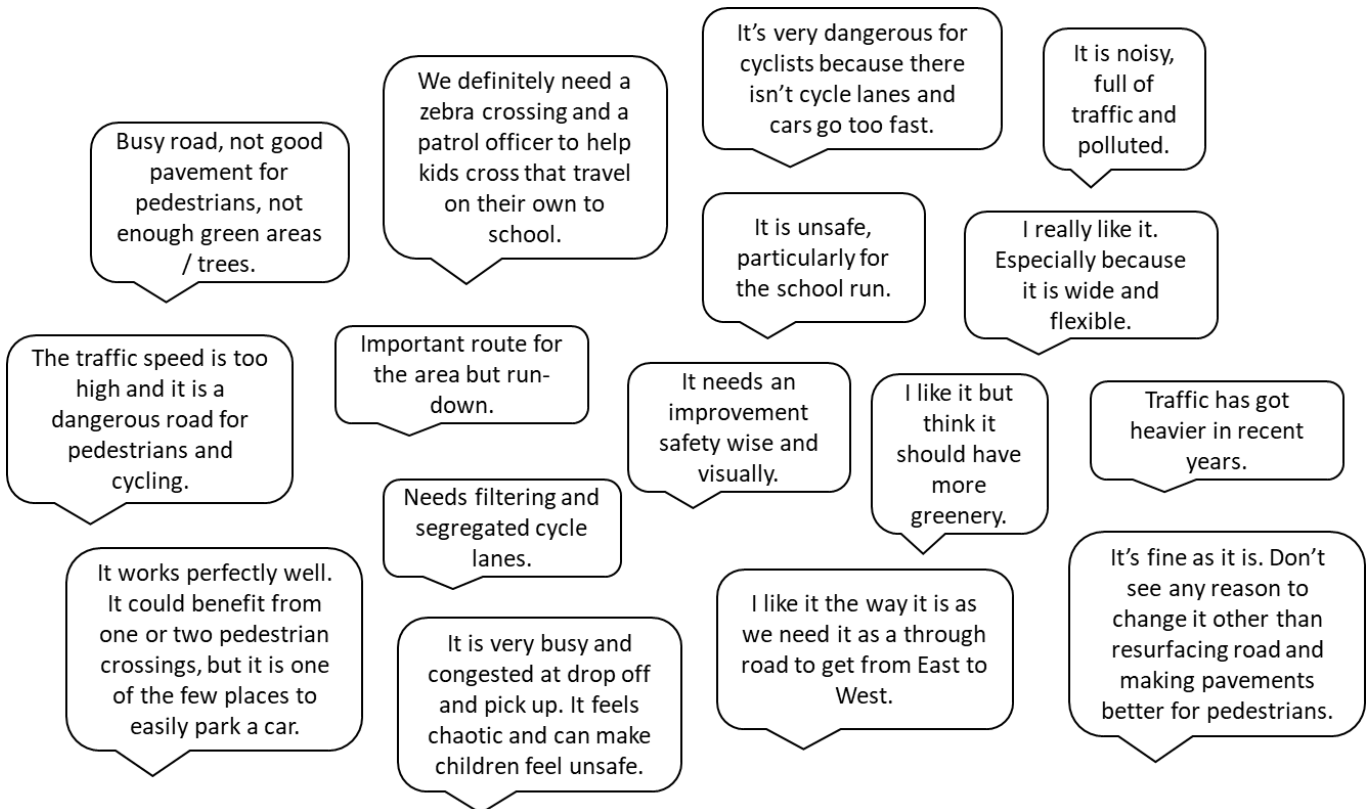 It's very dangerous for
cyclists because there
isn't cycle lanes and
cars go too fast.
It is noisy,
full of
traffic and
polluted.
We definitely need a
zebra crossing and a
patrol officer to help
kids cross that travel
on their own to
school.
Busy road, not good
pavement for
pedestrians, not
enough green areas
/ trees.
It is unsafe,
particularly for
the school run.
I really like it.
Especially because
it is wide and
flexible.
The traffic speed is too
high and it is a
dangerous road for
pedestrians and
cycling.
Important route for
the area but run-
down.
It needs an
improvement
safety wise and
visually.
I like it but
think it
should have
more
greenery.
Traffic has got
heavier in recent
years.
Needs filtering and
segregated cycle
lanes.
It works perfectly well.
It could benefit from
one or two pedestrian
crossings, but it is one
of the few places to
easily park a car.
It is very busy and
congested at drop off
and pick up. It feels
chaotic and can make
children feel unsafe.
I like it the way it is as
we need it as a through
road to get from East to
West.
It's fine as it is. Don't
see any reason to
change it other than
resurfacing road and
making pavements
better for pedestrians.